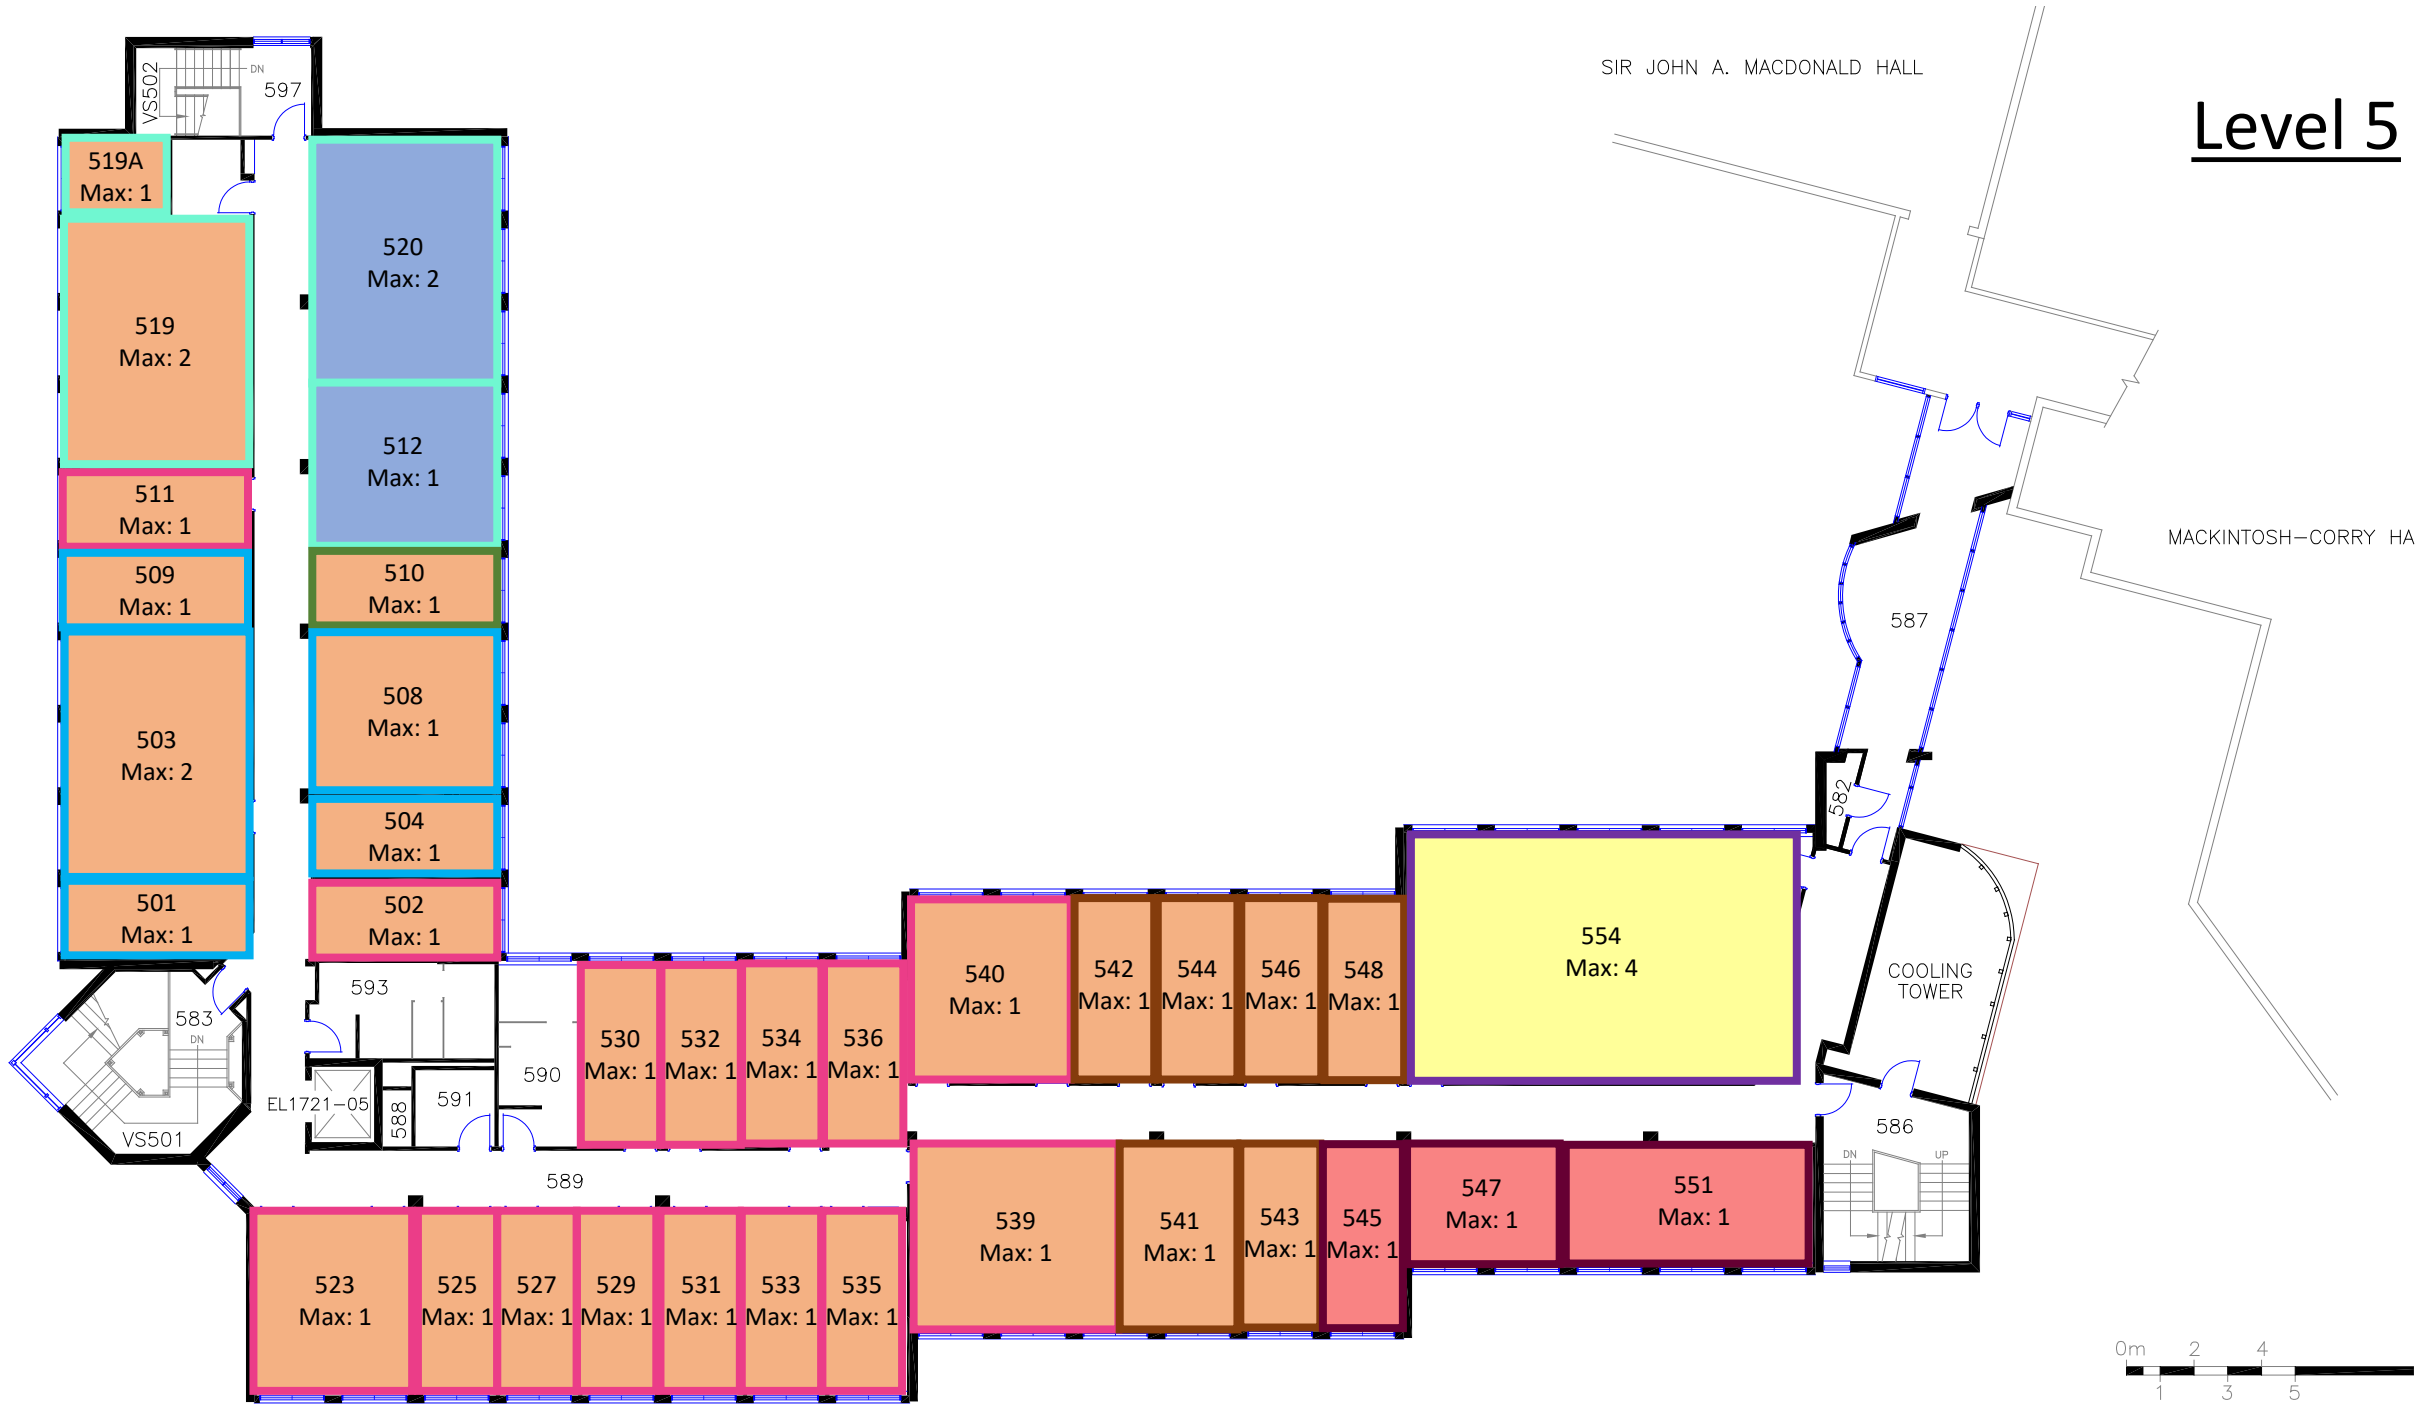 SIR JOHN A. MACDONALD HALL
Level 5
VS502
DN
597
519A
Max: 1
520
Max: 2
519
Max: 2
512
Max: 1
511
Max: 1
MACKINTOSH-CORRY HA
509
Max: 1
510
Max: 1
587
508
Max: 1
503
Max: 2
582
504
Max: 1
501
Max: 1
502
Max: 1
554
Max: 4
540
Max: 1
542
Max: 1
544
Max: 1
546
Max: 1
548
Max: 1
COOLING
TOWER
593
583
DN
530
Max: 1
532
Max: 1
534
Max: 1
536
Max: 1
590
591
588
EL1721-05
VS501
586
DN
UP
589
539
Max: 1
541
Max: 1
543
Max: 1
545
Max: 1
547
Max: 1
551
Max: 1
523
Max: 1
525
Max: 1
527
Max: 1
529
Max: 1
531
Max: 1
533
Max: 1
535
Max: 1
0m 2 4
1 3 5